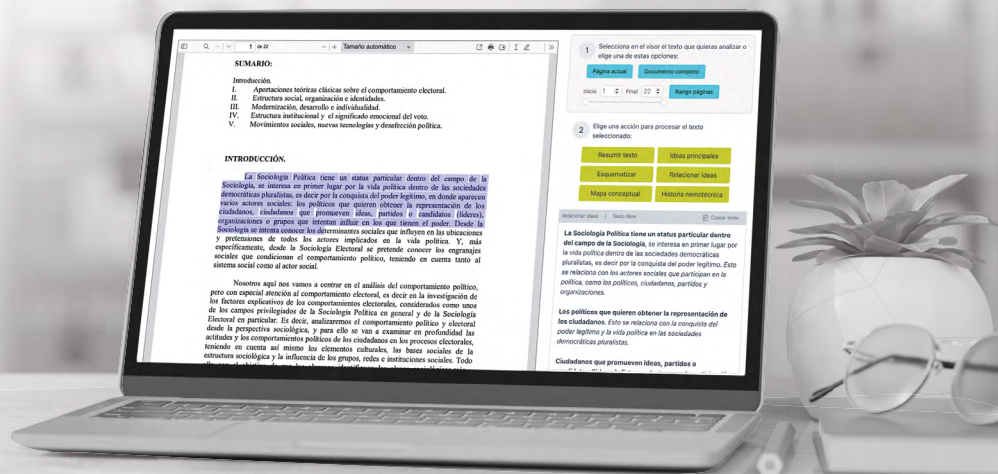 1 de 22
Tamaño automático
SUMARIO:
Introducción.
I. Aportaciones teóricas clásicas sobre el comportamiento electoral.
II. Estructura social, organización e identidades.
III. Modernización, desarrollo e individualidad.
IV. Estructura institucional y el significado emocional del voto.
V. Movimientos sociales, nuevas tecnologías y desafección política.
INTRODUCCIÓN.
La Sociología Política tiene un status particular dentro del campo de la
Sociología, se interesa en primer lugar por la vida política dentro de las sociedades
democráticas pluralistas, es decir por la conquista del poder legítimo, en donde aparecen
varios actores sociales: los políticos que quieren obtener la representación de los
ciudadanos, ciudadanos que promueven ideas, partidos o candidatos (líderes),
organizaciones o grupos que intentan influir en los que tienen el poder. Desde la
Sociología se intenta conocer los determinantes sociales que influyen en las ubicaciones
y pretensiones de todos los actores implicados en la vida política. Y, más
específicamente, desde la Sociología Electoral se pretende conocer los engranajes
sociales que condicionan el comportamiento político, teniendo en cuenta tanto al
sistema social como al actor social.
Nosotros aquí nos vamos a centrar en el análisis del comportamiento político,
pero con especial atención al comportamiento electoral, es decir en la investigación de
los factores explicativos de los comportamientos electorales, considerados como unos
de los campos privilegiados de la Sociología Política en general y de la Sociología
Electoral en particular. Es decir, analizaremos el comportamiento político y electoral
desde la perspectiva sociológica, y para ello se van a examinar en profundidad las
actitudes y los comportamientos políticos de los ciudadanos en los procesos electorales,
teniendo en cuenta así mismo los elementos culturales, las bases sociales de la
estructura sociológica y la influencia de los grupos, redes e instituciones sociales. Todo
1 Selecciona en el visor el texto que quieras analizar o
elige una de estas opciones:
Página actual Documento completo
Inicio 1 Final 22 Rango páginas
2 Elige una acción para procesar el texto
seleccionado:
Resumir texto Ideas principales
Esquematizar Relacionar ideas
Mapa conceptual Historia nemotécnica
Relacionar ideas / Texto libre Copiar texto
La Sociología Política tiene un status particular dentro
del campo de la Sociología, se interesa en primer lugar por
la vida política dentro de las sociedades democráticas
pluralistas, es decir por la conquista del poder legítimo. Esto
se relaciona con los actores sociales que participan en la
política, como los políticos, ciudadanos, partidos y
organizaciones.
Los políticos que quieren obtener la representación de
los ciudadanos. Esto se relaciona con la conquista del
poder legítimo y la vida política en las sociedades
democráticas pluralistas.
Ciudadanos que promueven ideas, partidos o